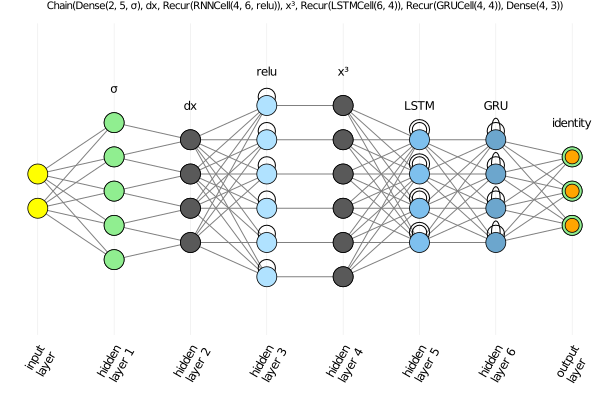 Chain(Dense(2, 5, σ), dx, Recur(RNNCell(4, 6, relu)), x³, Recur(LSTMCell(6, 4)), Recur(GRUCell(4, 4)), Dense(4, 3))
σ
dx
relu
x³
LSTM
GRU
identity
input
layer
hidden
layer 1
hidden
layer 2
hidden
layer 3
hidden
layer 4
hidden
layer 5
hidden
layer 6
output
layer